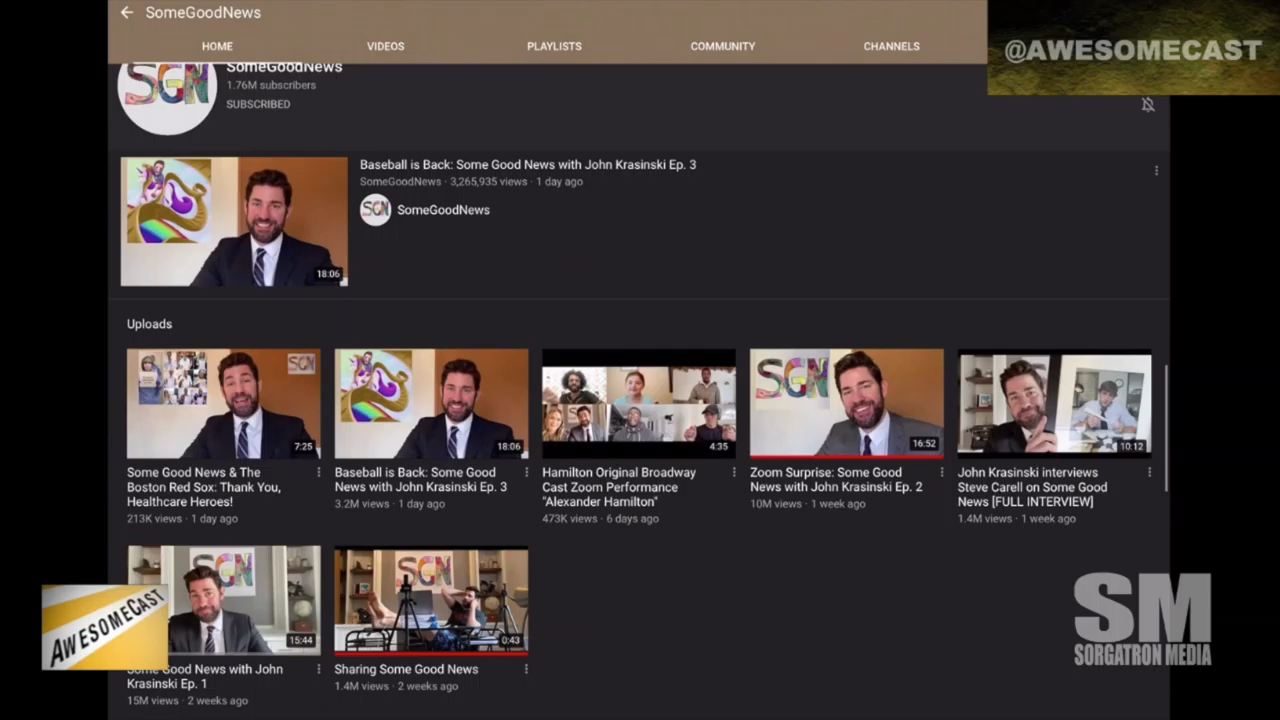 SomeGoodNews
@AWESOMECAST
HOME
VIDEOS
PLAYLISTS
COMMUNITY
CHANNELS
SGN
SomeGoodNews
1.76M subscribers
SUBSCRIBED
18:06
Baseball is Back: Some Good News with John Krasinski Ep. 3
SomeGoodNews · 3,265,935 views · 1 day ago
SGN
SomeGoodNews
Uploads
SGN
7:25
18:06
4:35
SGN
16:52
10:12
Some Good News & The
Boston Red Sox: Thank You,
Healthcare Heroes!
213K views · 1 day ago
Baseball is Back: Some Good
News with John Krasinski Ep. 3
3.2M views · 1 day ago
Hamilton Original Broadway
Cast Zoom Performance
"Alexander Hamilton"
473K views · 6 days ago
Zoom Surprise: Some Good
News with John Krasinski Ep. 2
10M views · 1 week ago
John Krasinski interviews
Steve Carell on Some Good
News [FULL INTERVIEW]
1.4M views · 1 week ago
SGN
15:44
SGN
0:43
AWESOMECAST
SM
SORGATRON MEDIA
Some Good News with John
Krasinski Ep. 1
15M views · 2 weeks ago
Sharing Some Good News
1.4M views · 2 weeks ago